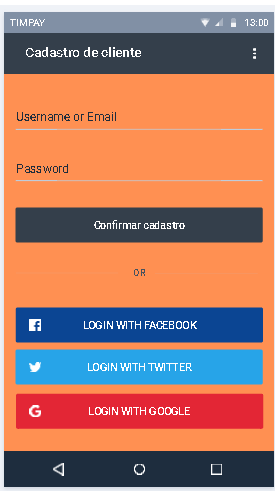 TIMPAY 13:00
Cadastro de cliente
Username or Email
Password
Confirmar cadastro
OR
LOGIN WITH FACEBOOK
LOGIN WITH TWITTER
LOGIN WITH GOOGLE